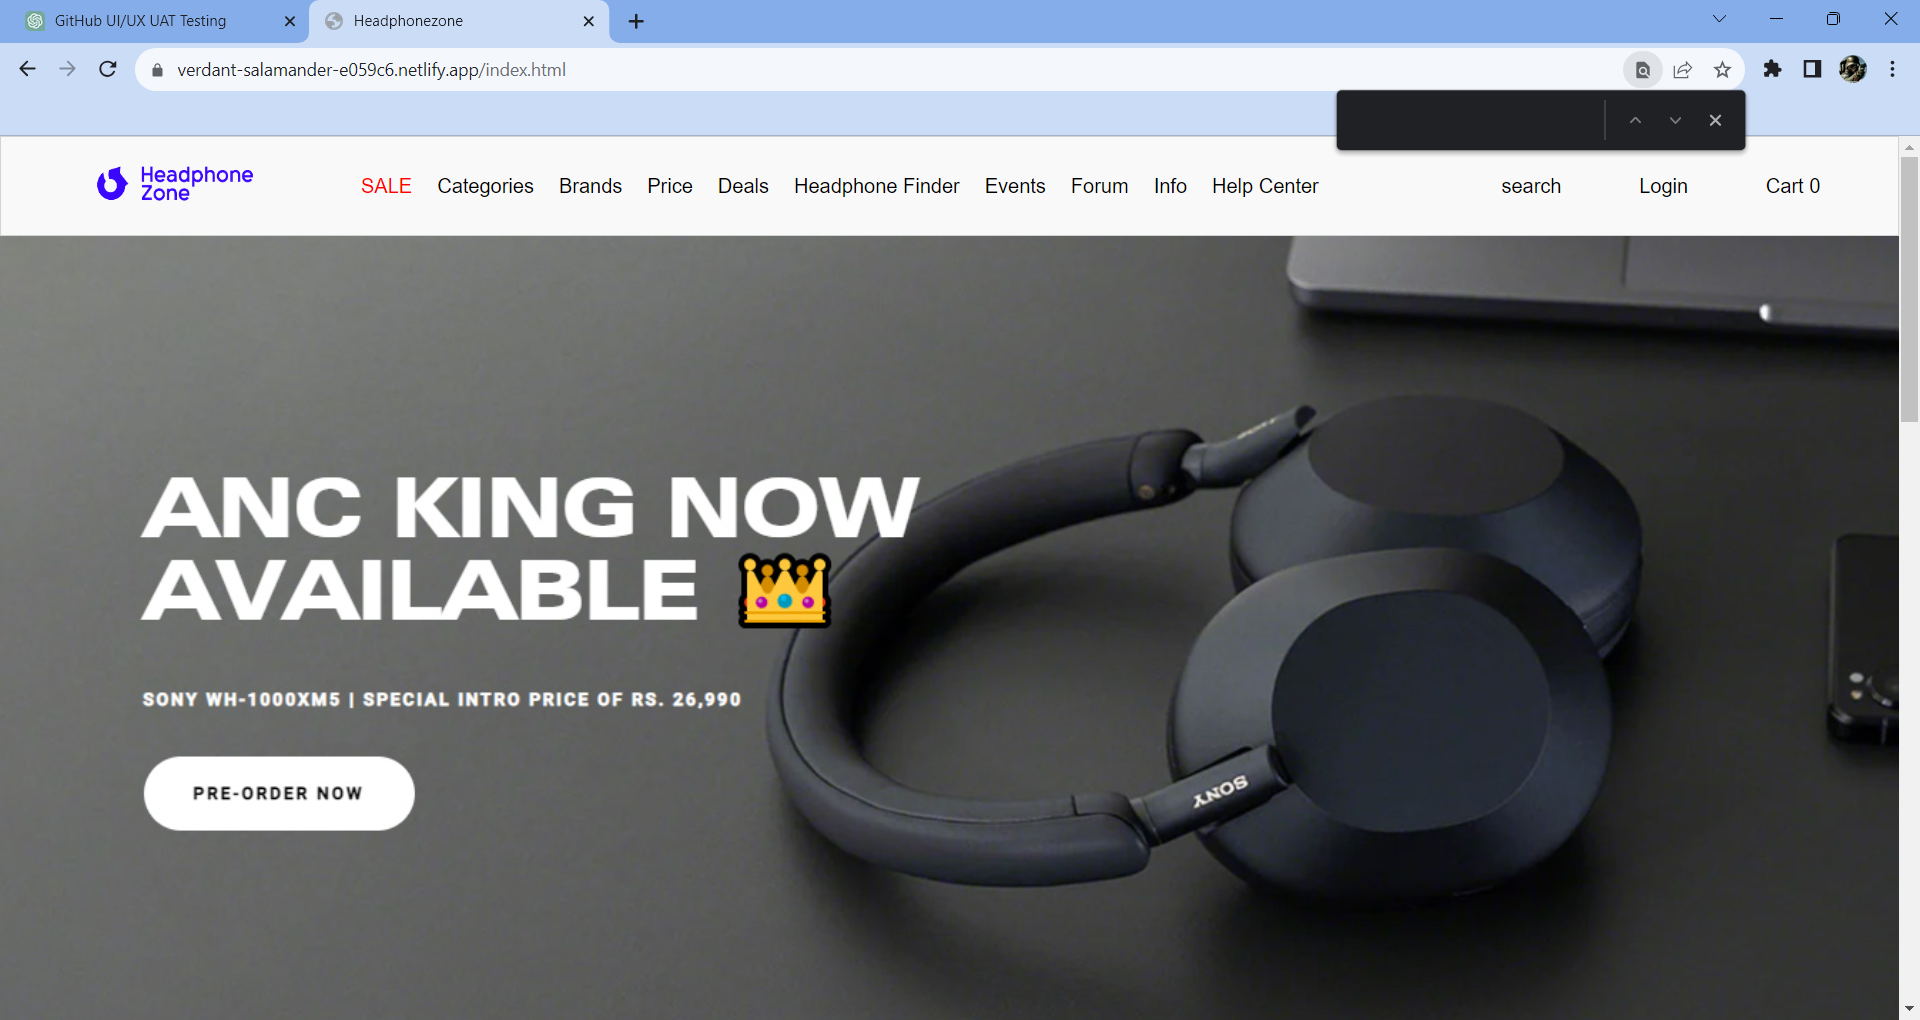 GitHub UI/UX UAT Testing
Headphonezone
verdant-salamander-e059c6.netlify.app/index.html
Headphone
Zone
SALE Categories Brands Price Deals Headphone Finder Events Forum Info Help Center search Login Cart 0
ANC KING NOW
AVAILABLE 👑
SONY WH-1000XM5 | SPECIAL INTRO PRICE OF RS. 26,990
PRE-ORDER NOW
SONY
SONY